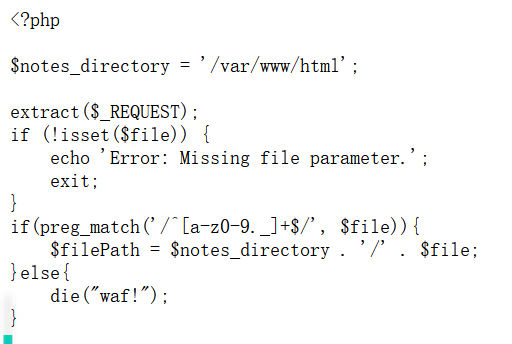 <?php
$notes_directory = '/var/www/html';
extract($_REQUEST);
if (!isset($file)) {
    echo 'Error: Missing file parameter.';
    exit;
}
if(preg_match('/^[a-z0-9._]+$/', $file)){
    $filePath = $notes_directory . '/' . $file;
}else{
    die("waf!");
}